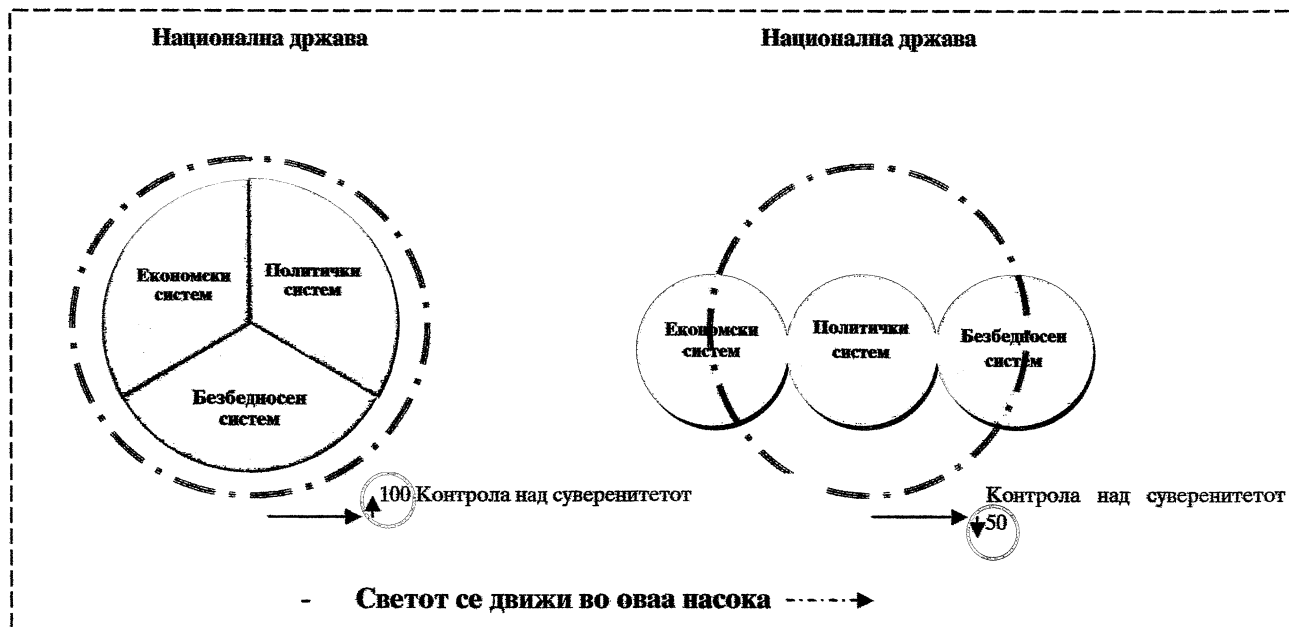 Национална држава
Национална држава
Економски
систем
Политички
систем
Безбедносен
систем
Економски
систем
Политички
систем
Безбедносен
систем
100 Контрола над суверенитетот
Контрола над суверенитетот
50
- Светот се движи во оваа насока